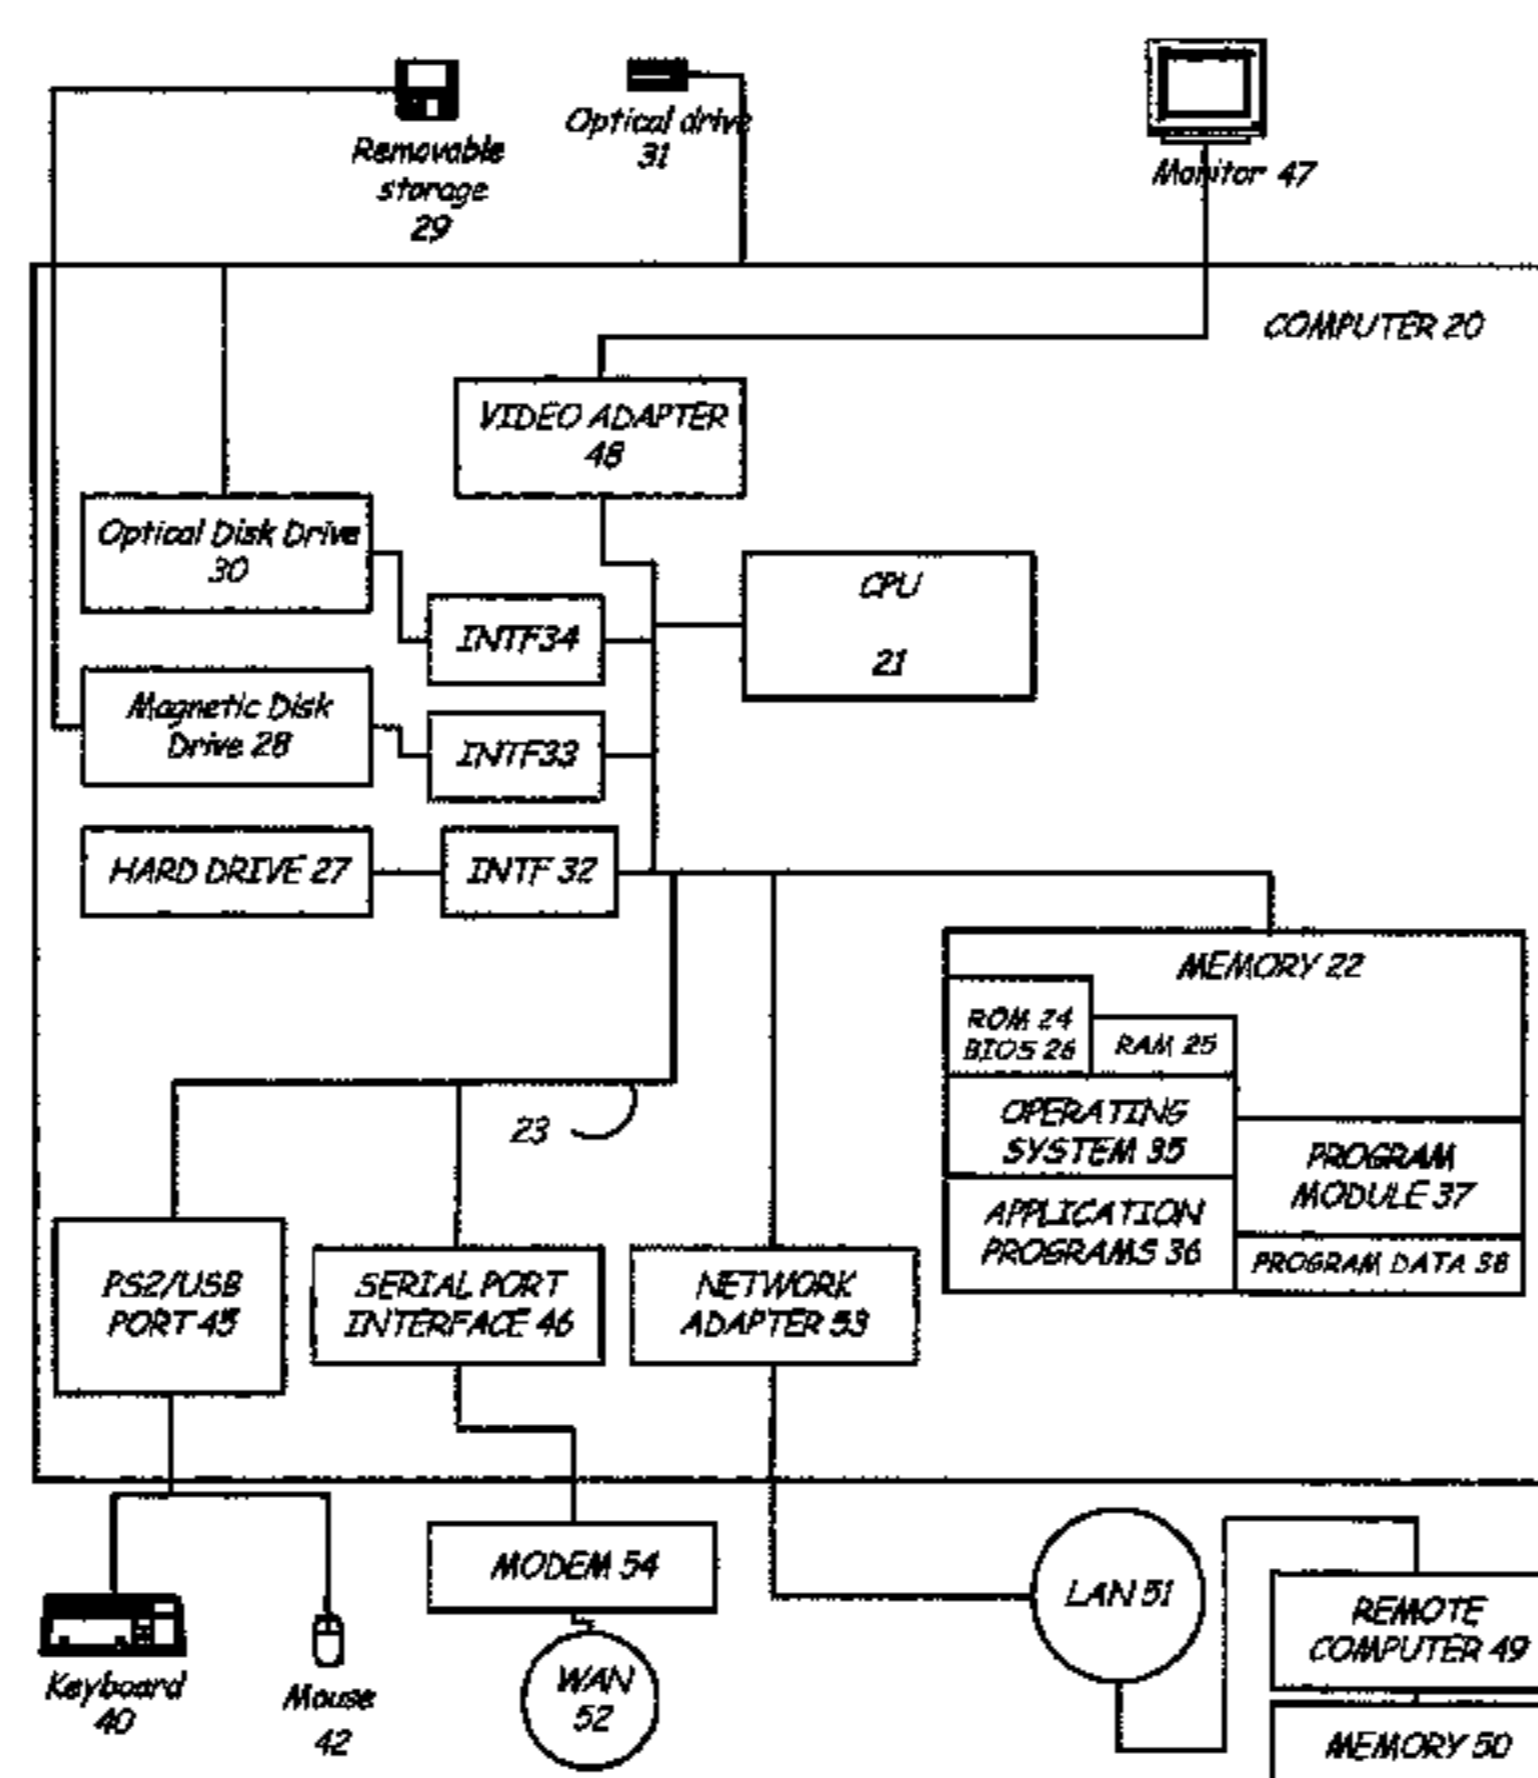 Removable
storage
29
Optical drive
31
Monitor 47
COMPUTER 20
VIDEO ADAPTER
48
Optical Disk Drive
30
CPU
21
INTF34
Magnetic Disk
Drive 28
INTF33
HARD DRIVE 27
INTF 32
MEMORY 22
ROM 24
BIOS 26
RAM 25
OPERATING
SYSTEM 35
PROGRAM
MODULE 37
APPLICATION
PROGRAMS 36
PROGRAM DATA 38
23
PS2/USB
PORT 45
SERIAL PORT
INTERFACE 46
NETWORK
ADAPTER 53
MODEM 54
LAN 51
REMOTE
COMPUTER 49
MEMORY 50
Keyboard
40
Mouse
42
WAN
52